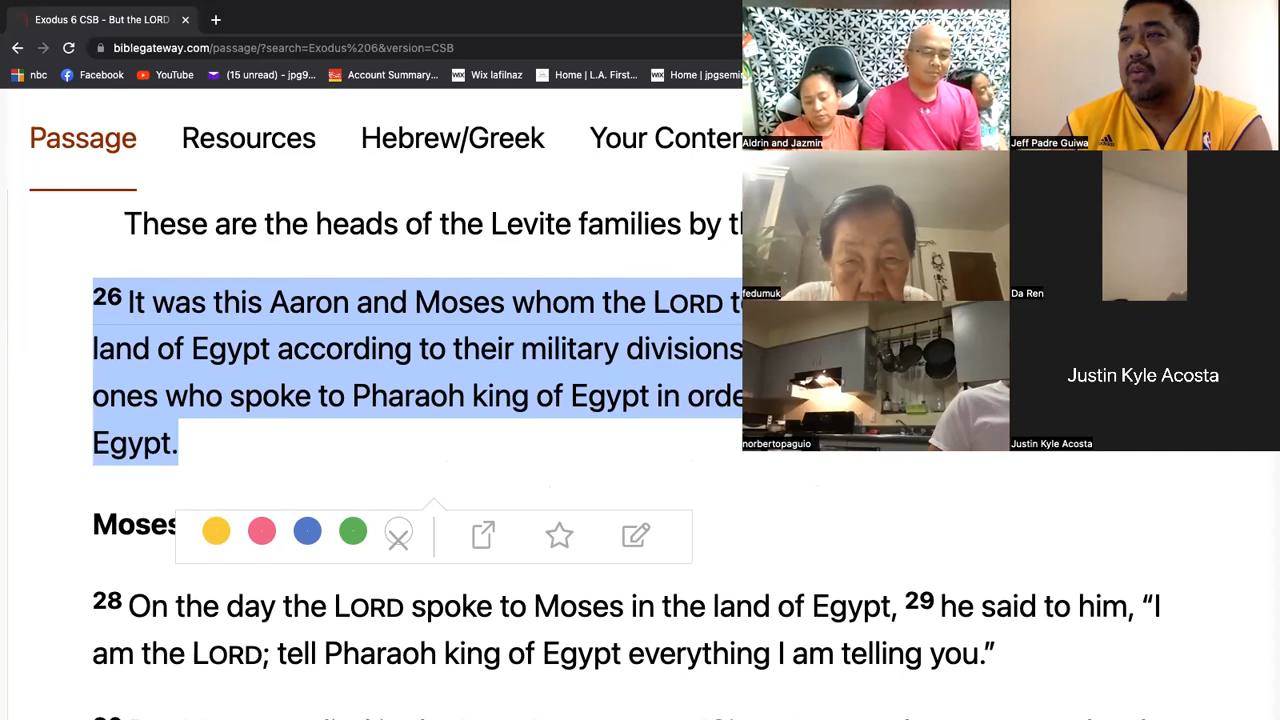 Exodus 6 CSB - But the LORD
biblegateway.com/passage/?search=Exodus%206&version=CSB
nbc Facebook YouTube (15 unread) - jpg9... Account Summary... WIX Wix lafilnaz Home | L.A. First... WIX Home | jpgsemi
Passage Resources Hebrew/Greek Your Conten
These are the heads of the Levite families by th
26 It was this Aaron and Moses whom the LORD t
land of Egypt according to their military divisions
ones who spoke to Pharaoh king of Egypt in orde
Egypt.
Moses
28 On the day the LORD spoke to Moses in the land of Egypt, 29 he said to him, “I
am the LORD; tell Pharaoh king of Egypt everything I am telling you.”
Aldrin and Jazmin
Jeff Padre Guiwa
fedumuk
Da Ren
Justin Kyle Acosta
norbertopaguio
Justin Kyle Acosta